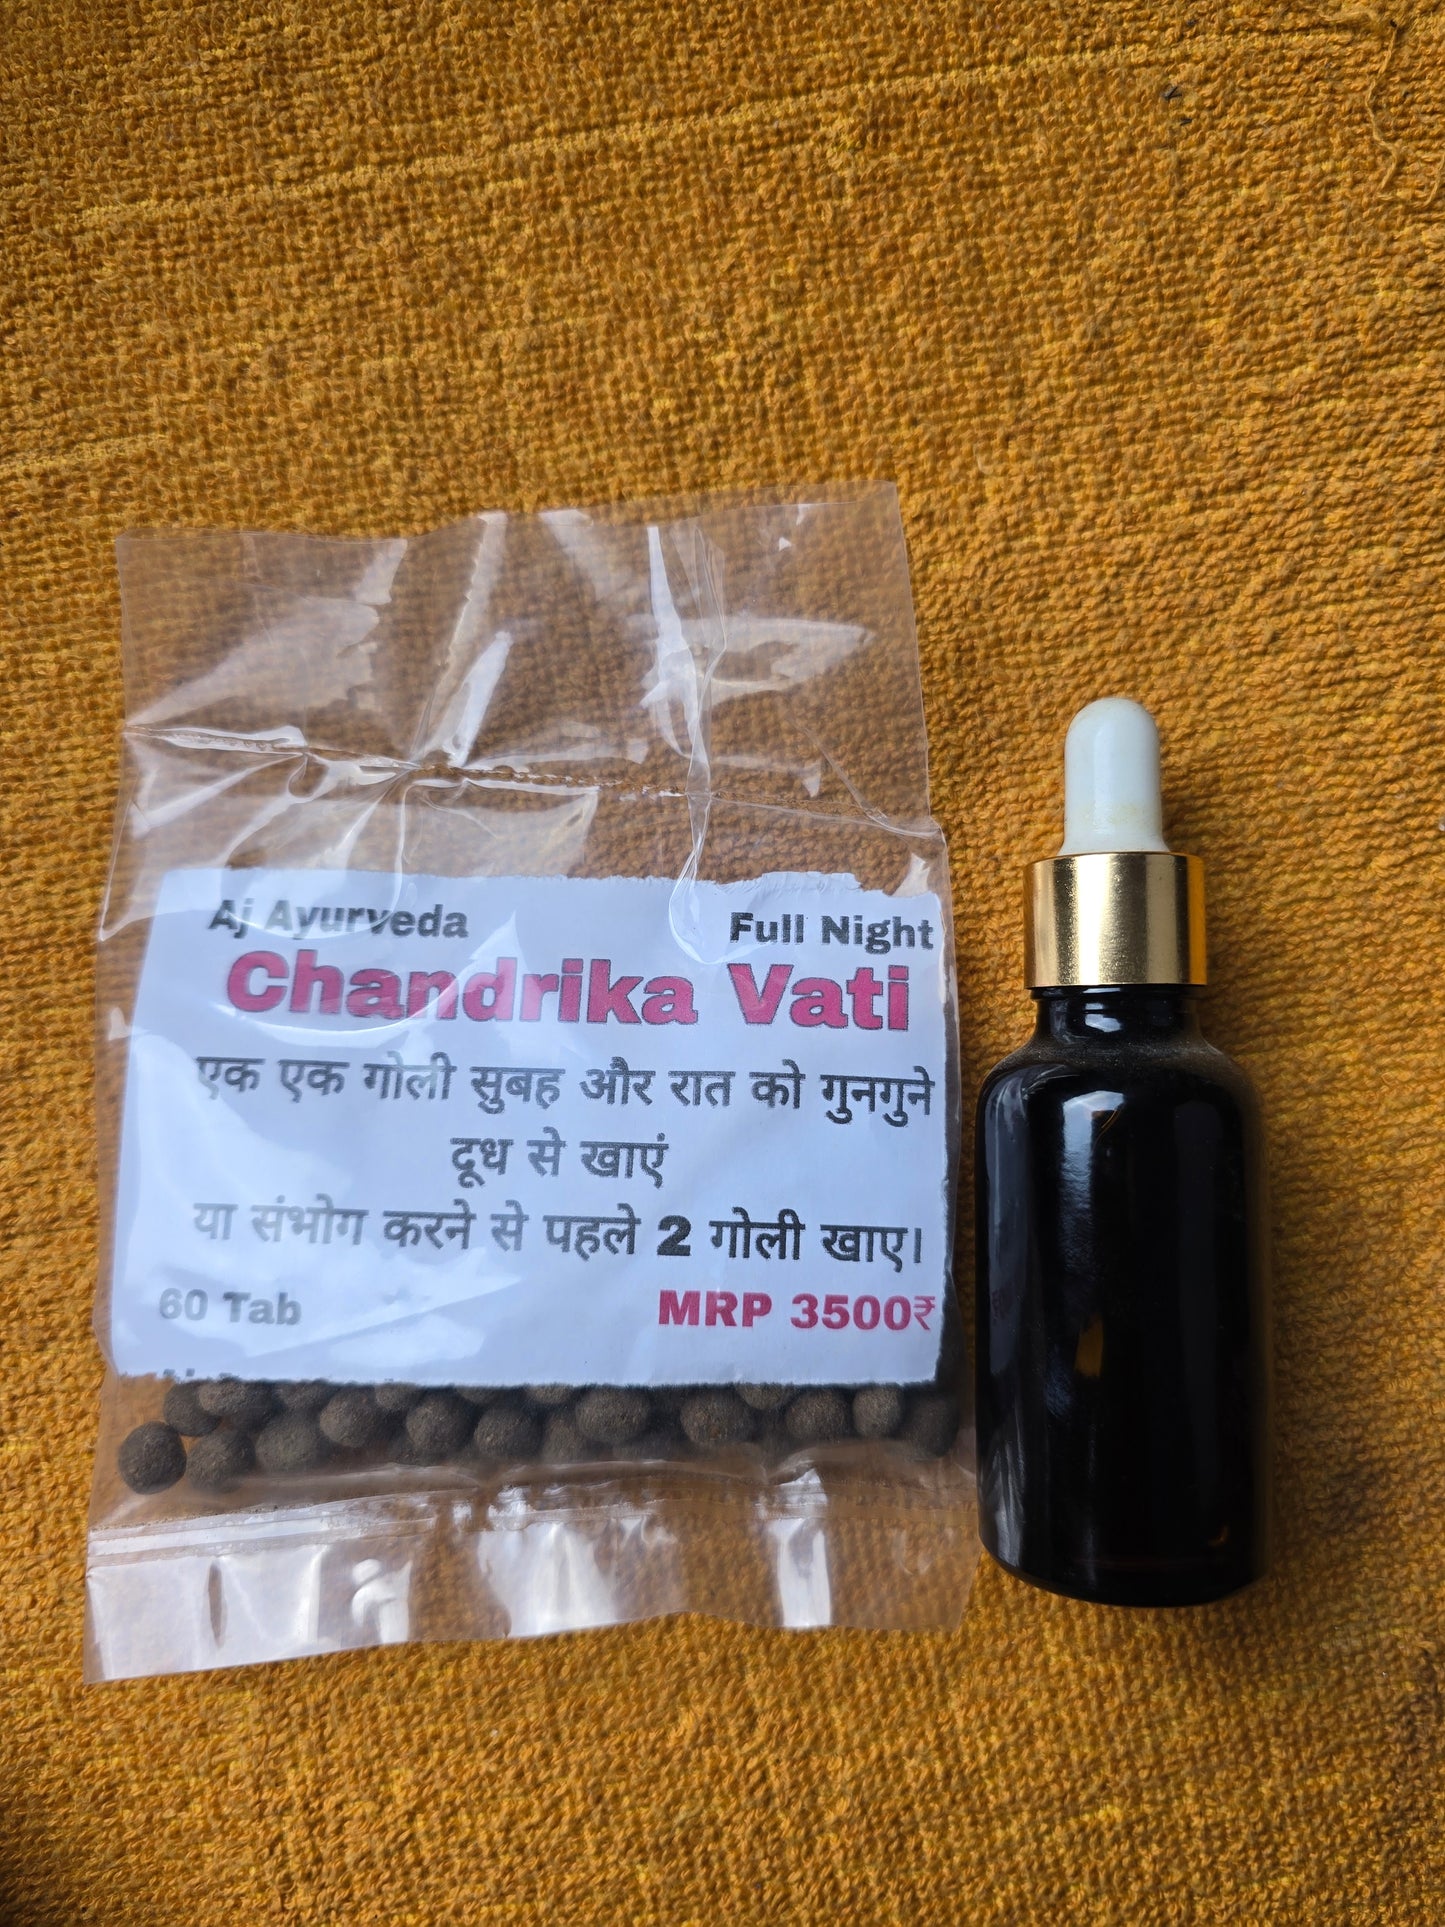 Aj Ayurveda Full Night
Chandrika Vati
एक एक गोली सुबह और रात को गुनगुने
दूध से खाएं
या संभोग करने से पहले 2 गोली खाए।
60 Tab MRP 3500₹